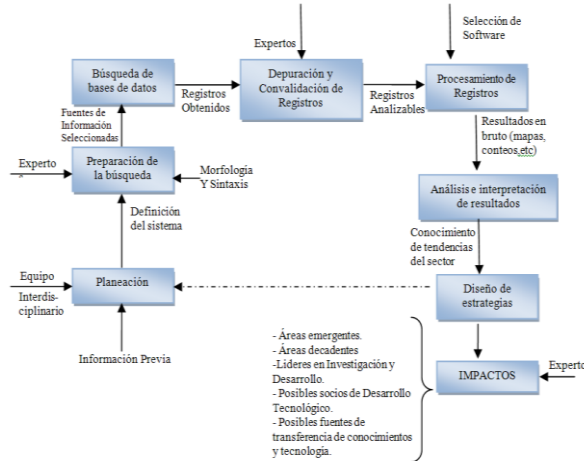 Selección de
Software
Expertos
Búsqueda de
bases de datos
Registros
Obtenidos
Depuración y
Convalidación de
Registros
Registros
Analizables
Procesamiento de
Registros
Fuentes de
Información
Seleccionadas
Resultados en
bruto (mapas,
conteos,etc)
Experto
Preparación de
la búsqueda
Morfología
Y Sintaxis
Análisis e interpretación
de resultados
Definición
del sistema
Conocimiento
de tendencias
del sector
Equipo
Interdis-
ciplinario
Planeación
Diseño de
estrategias
Información Previa
- Áreas emergentes.
- Áreas decadentes
-Líderes en Investigación y
Desarrollo.
- Posibles socios de Desarrollo
Tecnológico.
- Posibles fuentes de
transferencia de conocimientos
y tecnología.
IMPACTOS
Experto